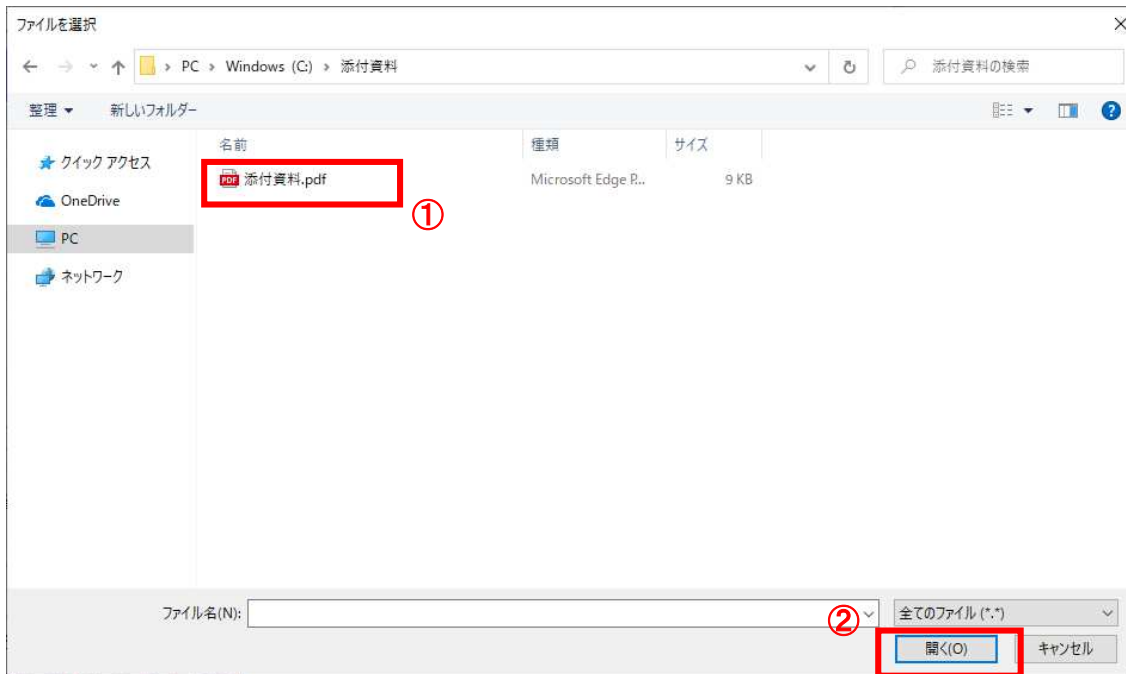 ファイルを選択
PC › Windows (C:) › 添付資料
添付資料の検索
整理 新しいフォルダー
名前 種類 サイズ
クイック アクセス
添付資料.pdf Microsoft Edge P... 9 KB
①
OneDrive
PC
ネットワーク
ファイル名(N):
② 全てのファイル (*.*)
開く(O) キャンセル